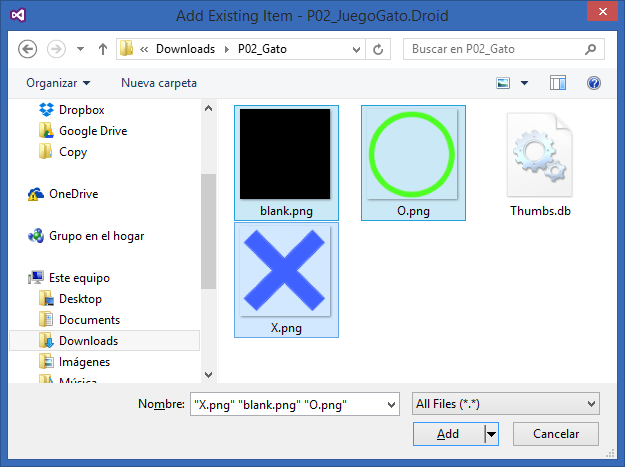 Add Existing Item - P02_JuegoGato.Droid
« Downloads P02_Gato
Buscar en P02_Gato
Organizar Nueva carpeta
Dropbox
Google Drive
Copy
OneDrive
Grupo en el hogar
Este equipo
Desktop
Documents
Downloads
Imágenes
Música
blank.png
O.png
Thumbs.db
X.png
Nombre: "X.png" "blank.png" "O.png"
All Files (*.*)
Add Cancelar